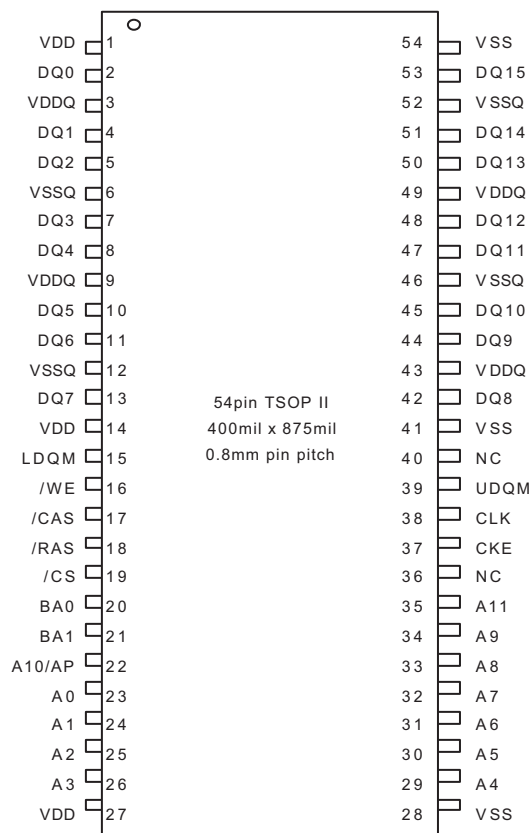 VDD 1 54 VSS
DQ0 2 53 DQ15
VDDQ 3 52 VSSQ
DQ1 4 51 DQ14
DQ2 5 50 DQ13
VSSQ 6 49 VDDQ
DQ3 7 48 DQ12
DQ4 8 47 DQ11
VDDQ 9 46 VSSQ
DQ5 10 45 DQ10
DQ6 11 44 DQ9
VSSQ 12 43 VDDQ
DQ7 13 42 DQ8
VDD 14 41 VSS
LDQM 15 40 NC
/WE 16 39 UDQM
/CAS 17 38 CLK
/RAS 18 37 CKE
/CS 19 36 NC
BA0 20 35 A11
BA1 21 34 A9
A10/AP 22 33 A8
A0 23 32 A7
A1 24 31 A6
A2 25 30 A5
A3 26 29 A4
VDD 27 28 VSS
54pin TSOP II
400mil x 875mil
0.8mm pin pitch